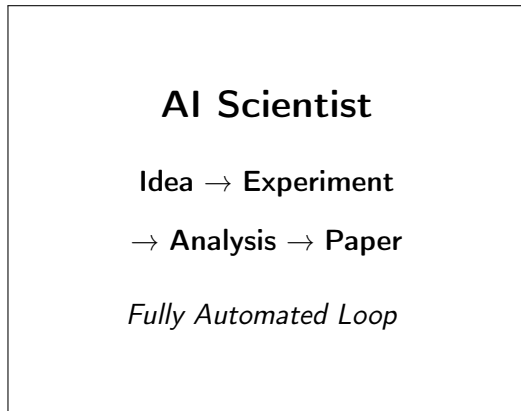 AI Scientist
Idea → Experiment
→ Analysis → Paper
Fully Automated Loop